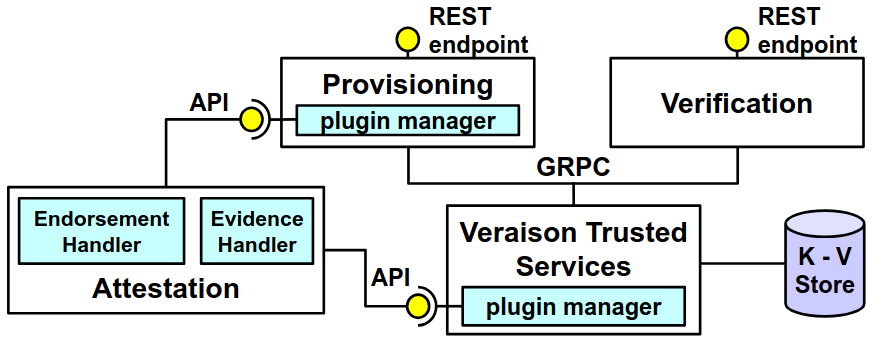 REST
endpoint
REST
endpoint
Provisioning
plugin manager
Verification
API
GRPC
Endorsement
Handler
Evidence
Handler
Attestation
API
Veraison Trusted
Services
plugin manager
K - V
Store